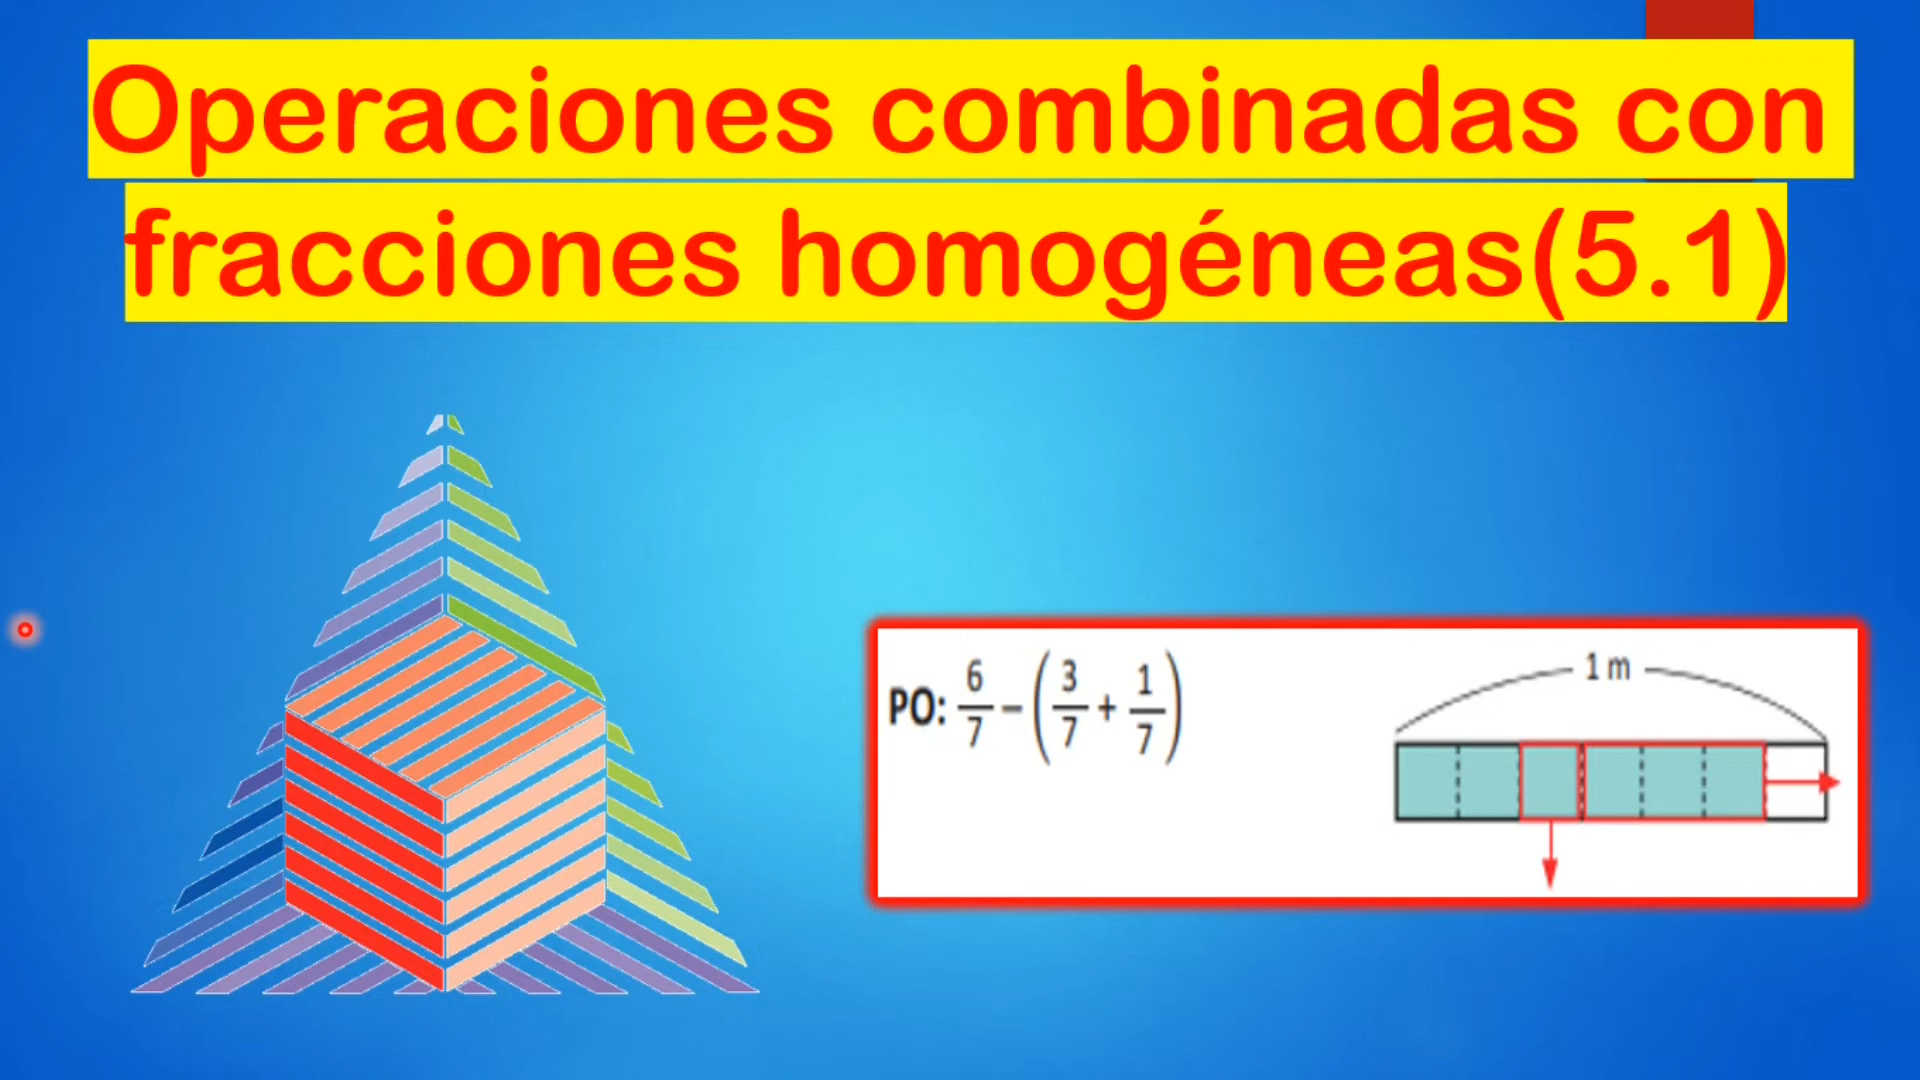 Operaciones combinadas con
fracciones homogéneas(5.1)
PO: 6/7 − (3/7 + 1/7)
1 m